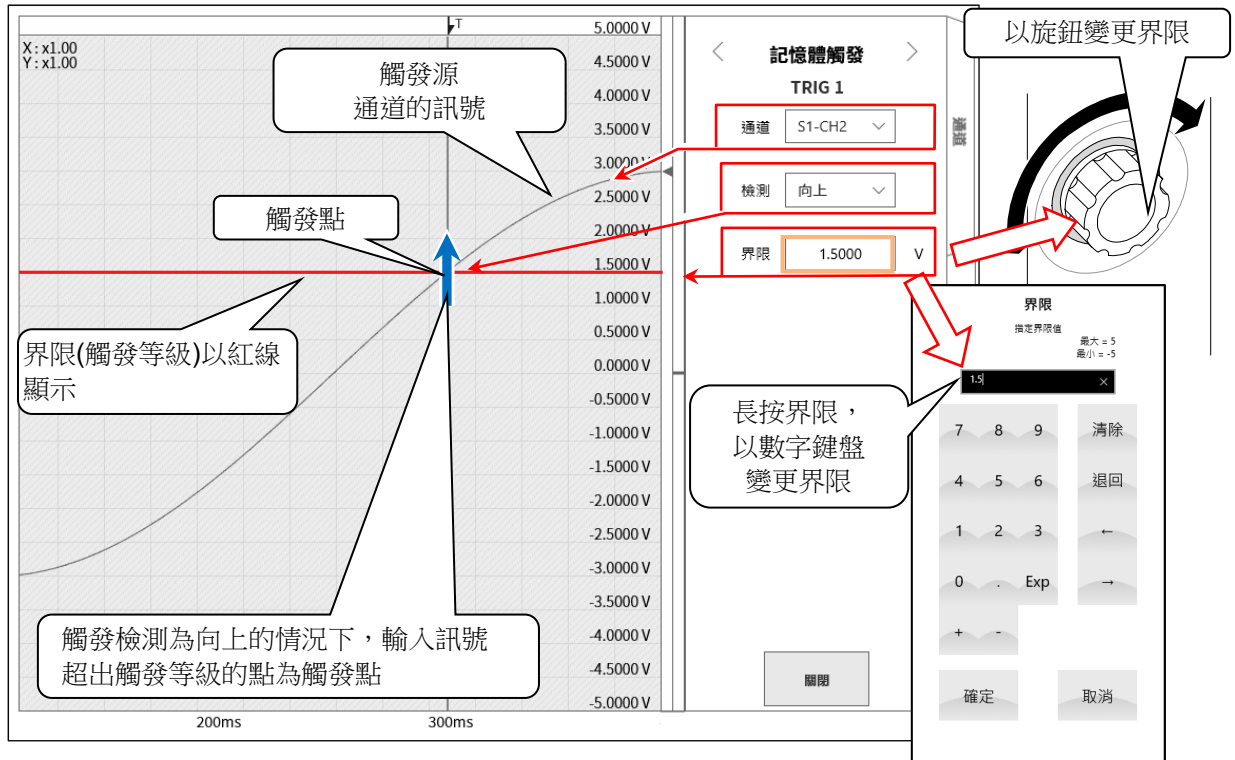 T
X : x1.00
Y : x1.00
5.0000 V
4.5000 V
4.0000 V
3.5000 V
3.0000 V
2.5000 V
2.0000 V
1.5000 V
1.0000 V
0.5000 V
0.0000 V
-0.5000 V
-1.0000 V
-1.5000 V
-2.0000 V
-2.5000 V
-3.0000 V
-3.5000 V
-4.0000 V
-4.5000 V
-5.0000 V
200ms
300ms
觸發源
通道的訊號
觸發點
界限(觸發等級)以紅線
顯示
觸發檢測為向上的情況下，輸入訊號
超出觸發等級的點為觸發點
記憶體觸發
TRIG 1
通道 S1-CH2
檢測 向上
界限 1.5000 V
關閉
通道
以旋鈕變更界限
長按界限，
以數字鍵盤
變更界限
界限
指定界限值
最大 = 5
最小 = -5
1.5 ×
7 8 9 清除
4 5 6 退回
1 2 3 ←
0 . Exp →
+ -
確定 取消